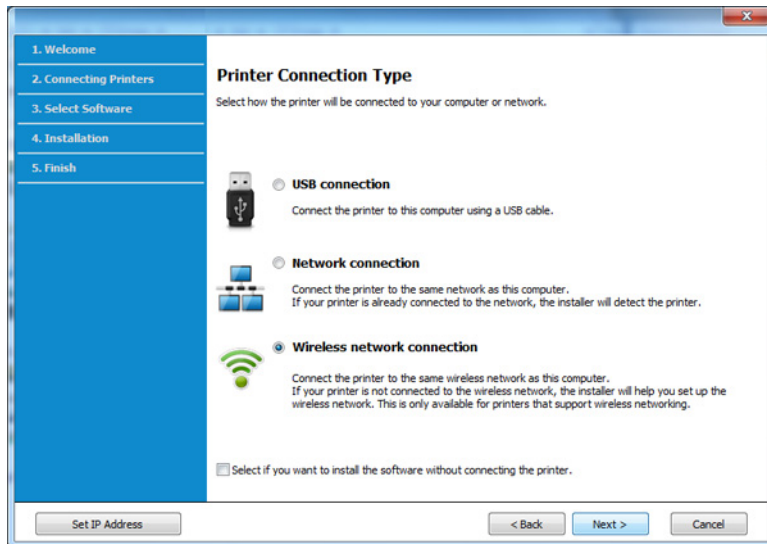 1. Welcome
2. Connecting Printers
3. Select Software
4. Installation
5. Finish
Printer Connection Type
Select how the printer will be connected to your computer or network.
USB connection
Connect the printer to this computer using a USB cable.
Network connection
Connect the printer to the same network as this computer.
If your printer is already connected to the network, the installer will detect the printer.
Wireless network connection
Connect the printer to the same wireless network as this computer.
If your printer is not connected to the wireless network, the installer will help you set up the
wireless network. This is only available for printers that support wireless networking.
Select if you want to install the software without connecting the printer.
Set IP Address
< Back
Next >
Cancel